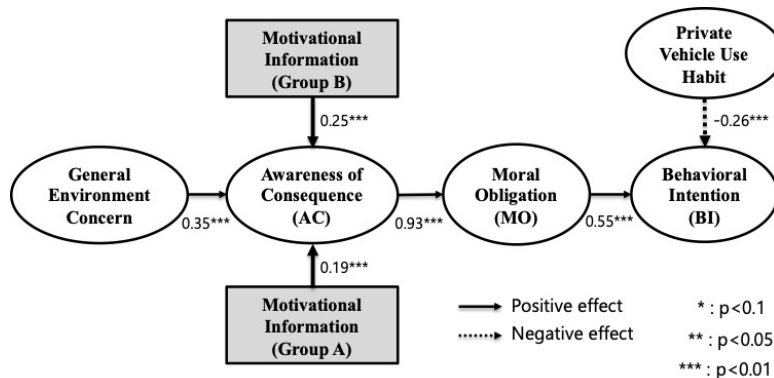 Motivational
Information
(Group B)
Private
Vehicle Use
Habit
0.25***
-0.26***
General
Environment
Concern
Awareness of
Consequence
(AC)
Moral
Obligation
(MO)
Behavioral
Intention
(BI)
0.35***
0.93***
0.55***
0.19***
Motivational
Information
(Group A)
Positive effect
Negative effect
* : p<0.1
** : p<0.05
*** : p<0.01